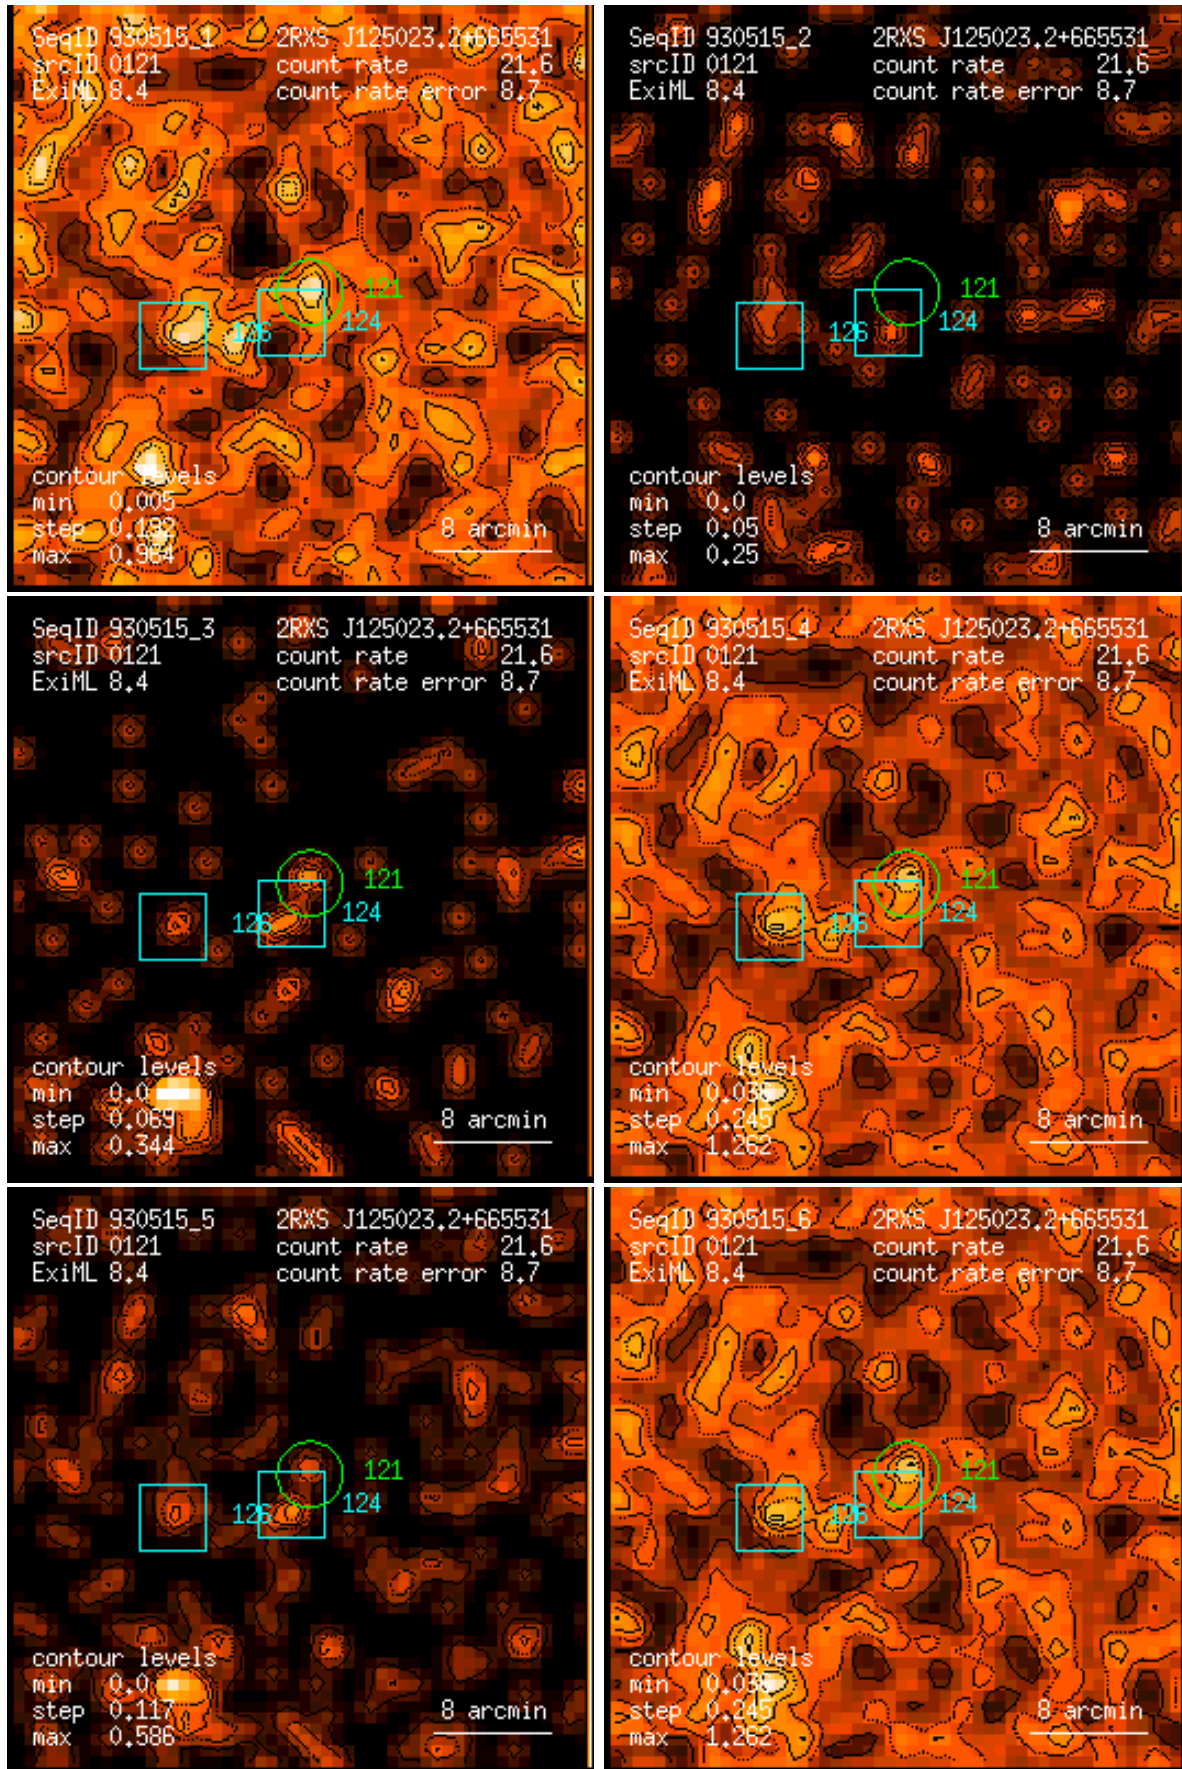 SeqID 930515_1 2RXS J125023.2+665531
srcID 0121 count rate 21.6
ExiML 8.4 count rate error 8.7
121
124
126
contour levels
min 0.005
step 0.192 8 arcmin
max 0.964
SeqID 930515_2 2RXS J125023.2+665531
srcID 0121 count rate 21.6
ExiML 8.4 count rate error 8.7
121
124
126
contour levels
min 0.0
step 0.05 8 arcmin
max 0.25
SeqID 930515_3 2RXS J125023.2+665531
srcID 0121 count rate 21.6
ExiML 8.4 count rate error 8.7
121
124
126
contour levels
min 0.0
step 0.069 8 arcmin
max 0.344
SeqID 930515_4 2RXS J125023.2+665531
srcID 0121 count rate 21.6
ExiML 8.4 count rate error 8.7
121
124
126
contour levels
min
step 0.245 8 arcmin
max 1.262
SeqID 930515_5 2RXS J125023.2+665531
srcID 0121 count rate 21.6
ExiML 8.4 count rate error 8.7
121
124
126
contour levels
min 0.0
step 0.117 8 arcmin
max 0.586
SeqID 930515_6 2RXS J125023.2+665531
srcID 0121 count rate 21.6
ExiML 8.4 count rate error 8.7
121
124
126
contour levels
min
step 0.245 8 arcmin
max 1.262